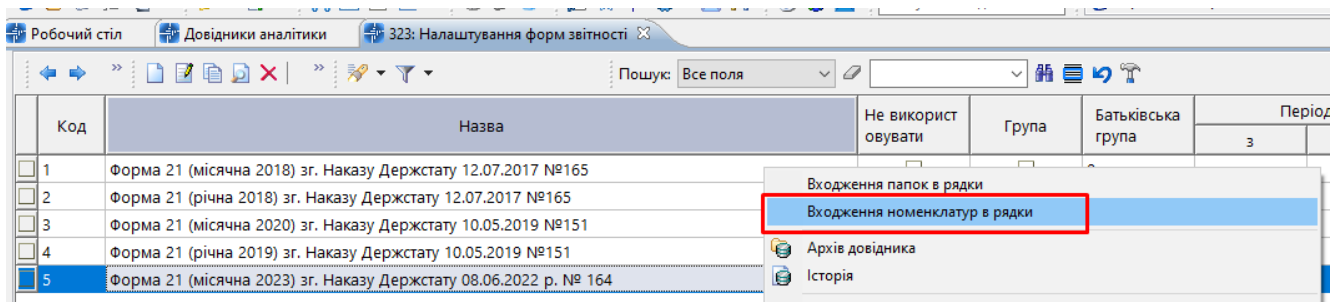 Робочий стіл Довідники аналітики 323: Налаштування форм звітності
Пошук: Все поля
Код Назва Не використ овувати Група Батьківська група Період
З
1 Форма 21 (місячна 2018) зг. Наказу Держстату 12.07.2017 №165
Входження папок в рядки
2 Форма 21 (річна 2018) зг. Наказу Держстату 12.07.2017 №165
Входження номенклатур в рядки
3 Форма 21 (місячна 2020) зг. Наказу Держстату 10.05.2019 №151
4 Форма 21 (річна 2019) зг. Наказу Держстату 10.05.2019 №151
Архів довідника
5 Форма 21 (місячна 2023) зг. Наказу Держстату 08.06.2022 р. № 164
Історія